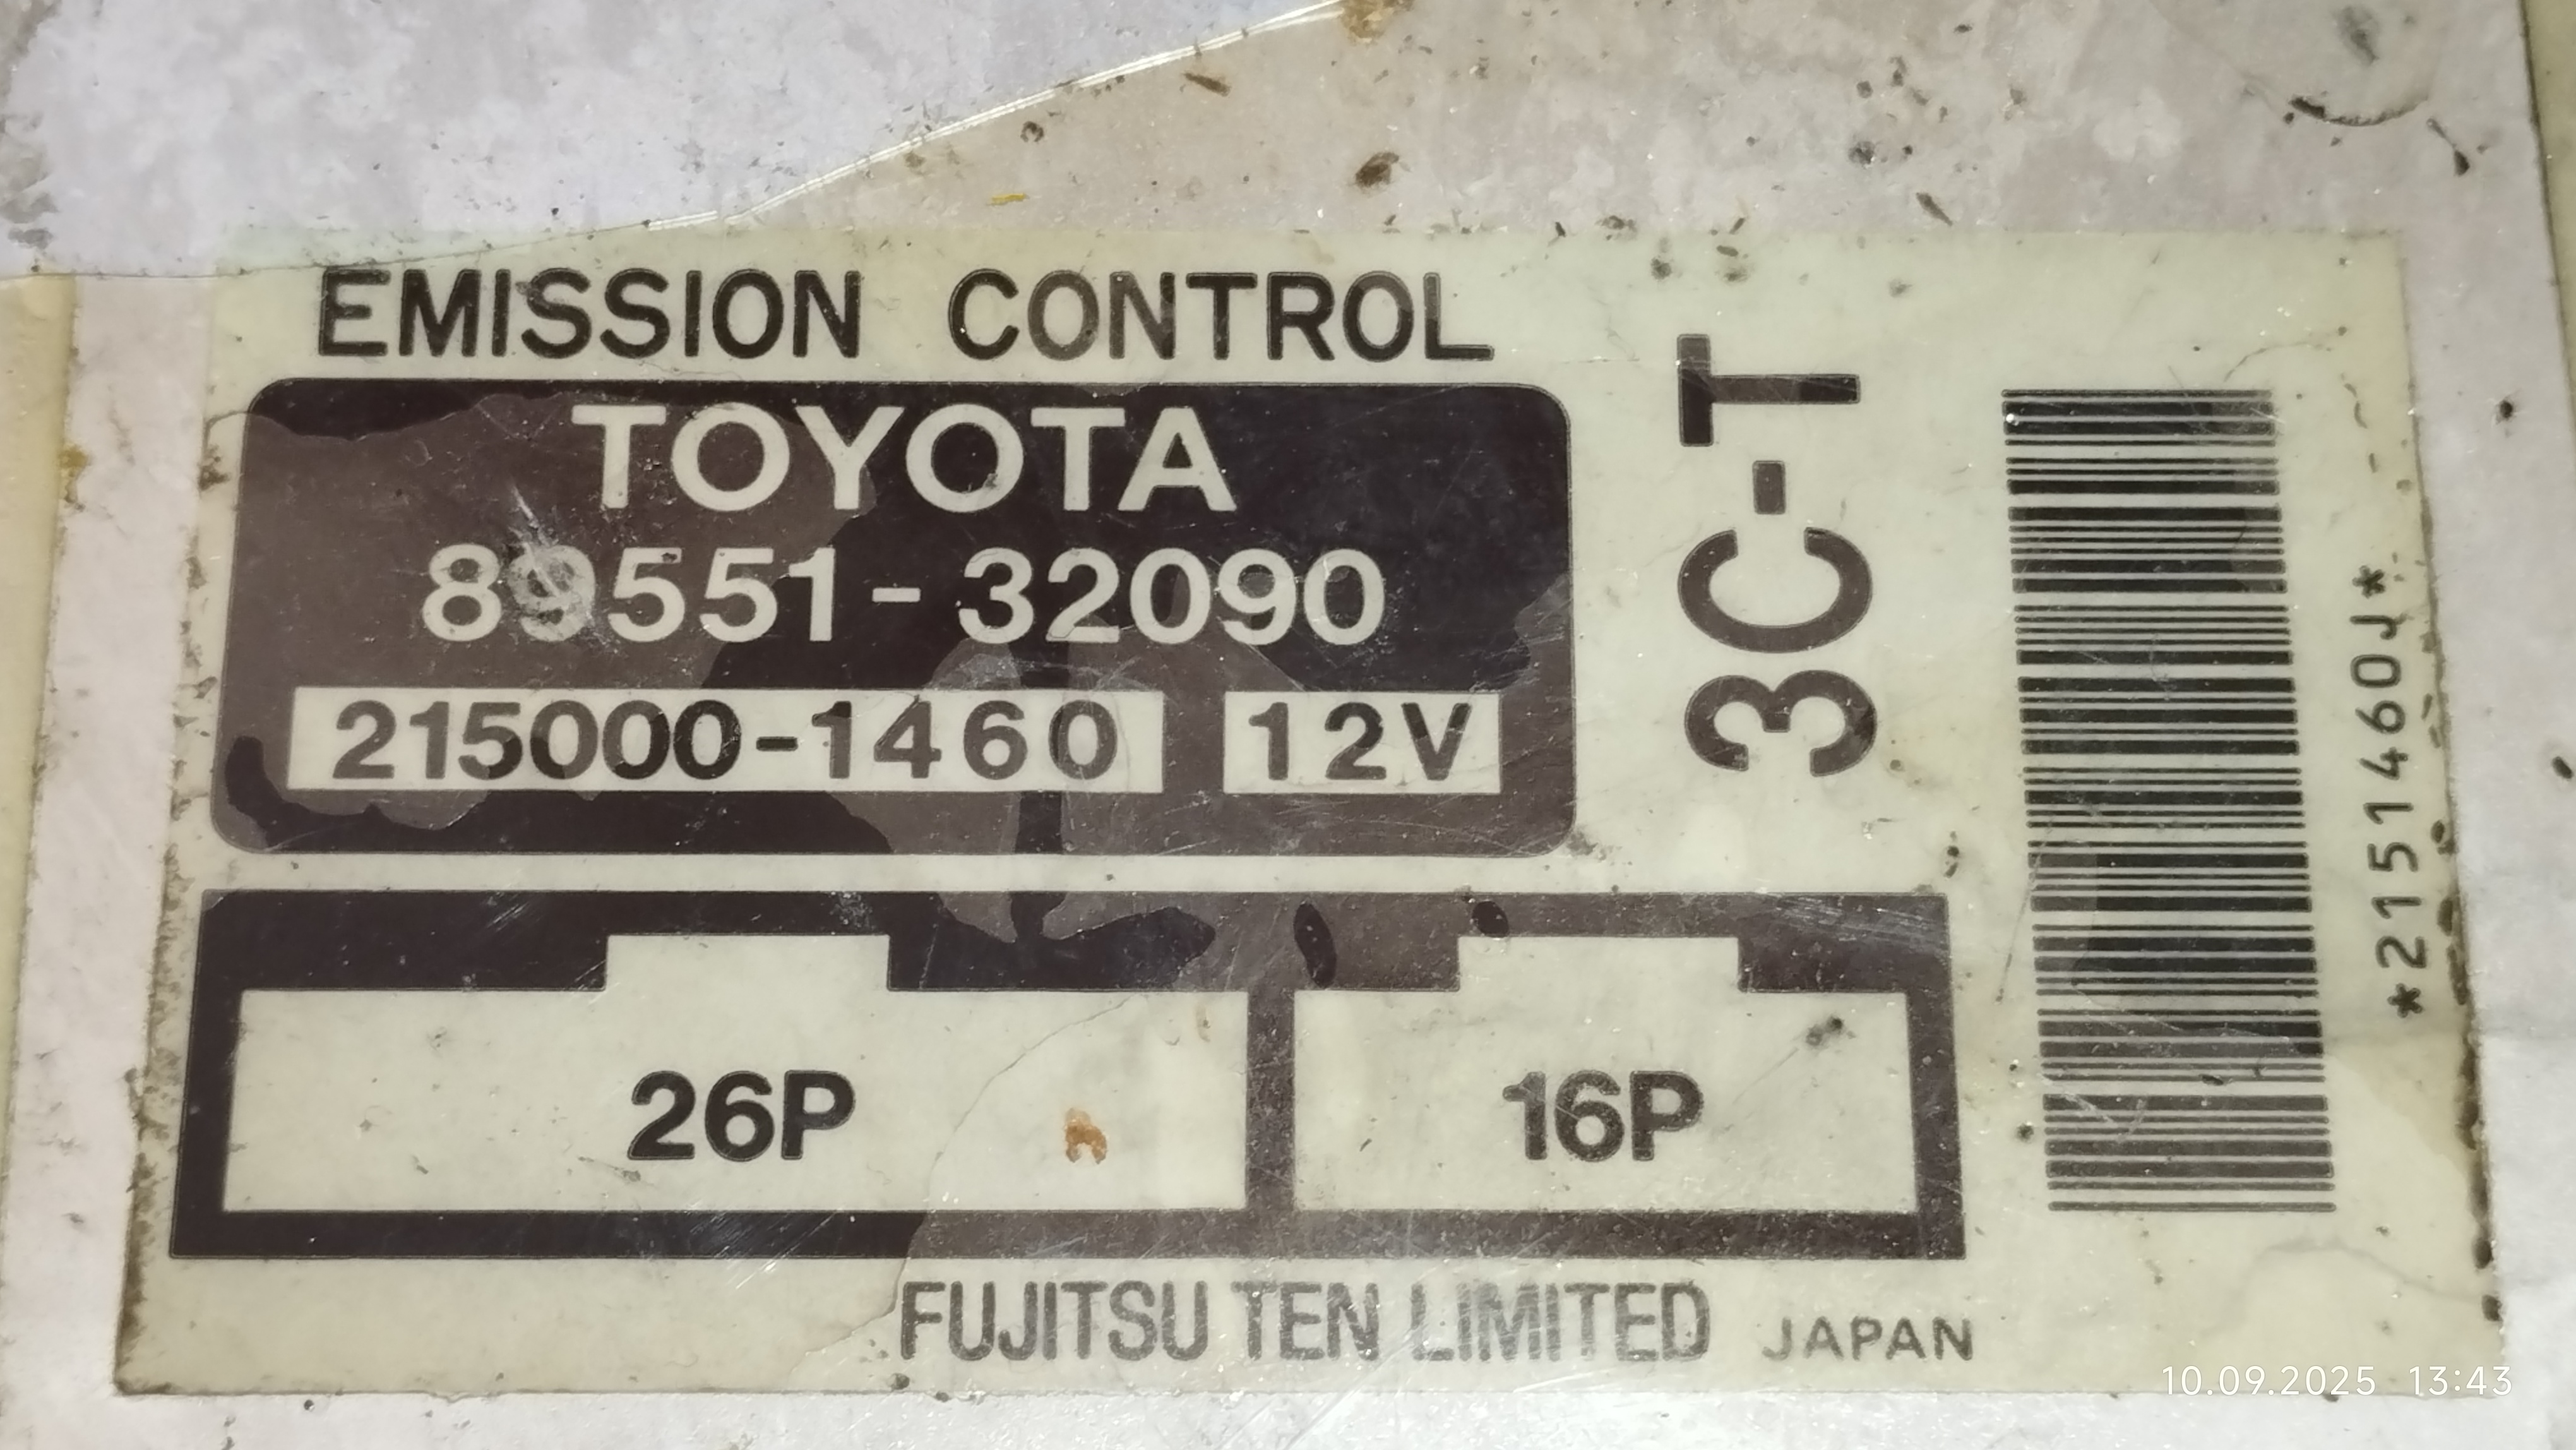 EMISSION CONTROL
TOYOTA
89551-32090
215000-1460 12V
3C-T
*2151460J*
26P 16P
FUJITSU TEN LIMITED JAPAN
10.09.2025 13:43